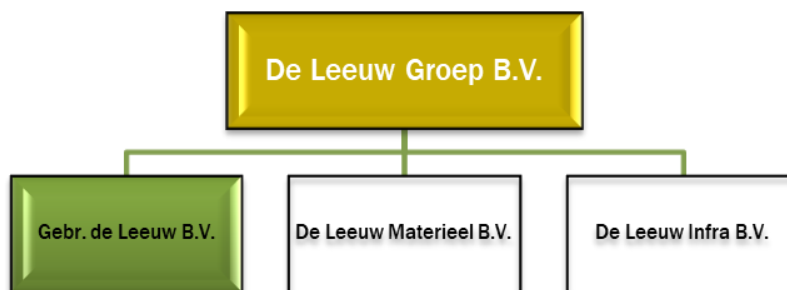 De Leeuw Groep B.V.
Gebr. de Leeuw B.V.
De Leeuw Materieel B.V.
De Leeuw Infra B.V.